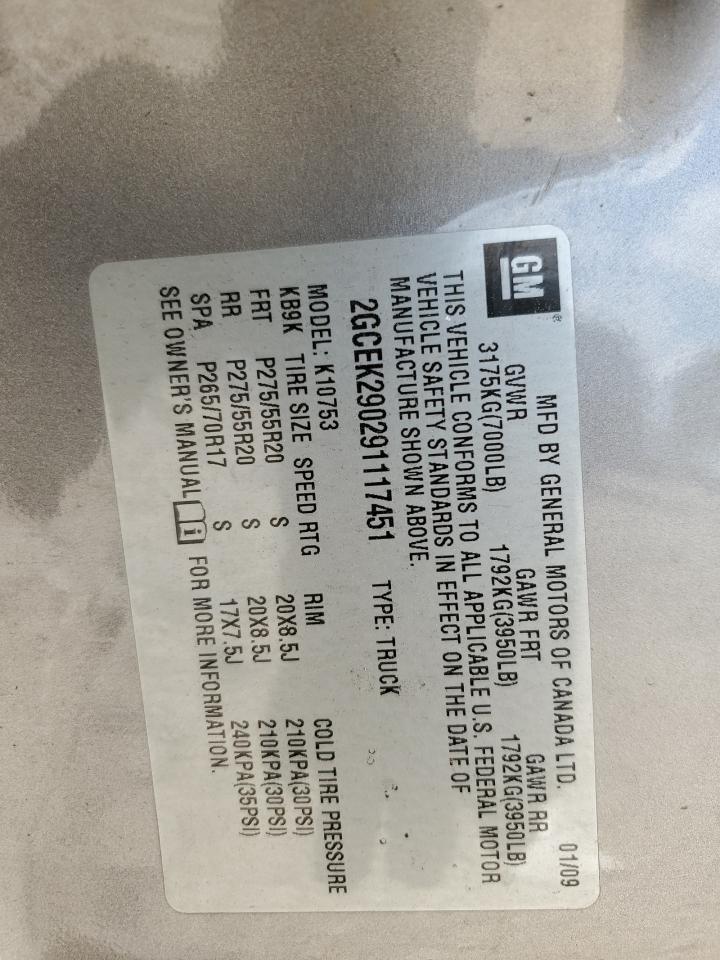 GM®
MFD BY GENERAL MOTORS OF CANADA LTD. 01/09
GVWR GAWR FRT GAWR RR
3175KG(7000LB) 1792KG(3950LB) 1792KG(3950LB)
THIS VEHICLE CONFORMS TO ALL APPLICABLE U.S. FEDERAL MOTOR
VEHICLE SAFETY STANDARDS IN EFFECT ON THE DATE OF
MANUFACTURE SHOWN ABOVE.
2GCEK290291117451 TYPE: TRUCK
MODEL: K10753
KB9K TIRE SIZE SPEED RTG RIM COLD TIRE PRESSURE
FRT P275/55R20 S 20X8.5J 210KPA(30PSI)
RR P275/55R20 S 20X8.5J 210KPA(30PSI)
SPA P265/70R17 S 17X7.5J 240KPA(35PSI)
SEE OWNER'S MANUAL i FOR MORE INFORMATION.